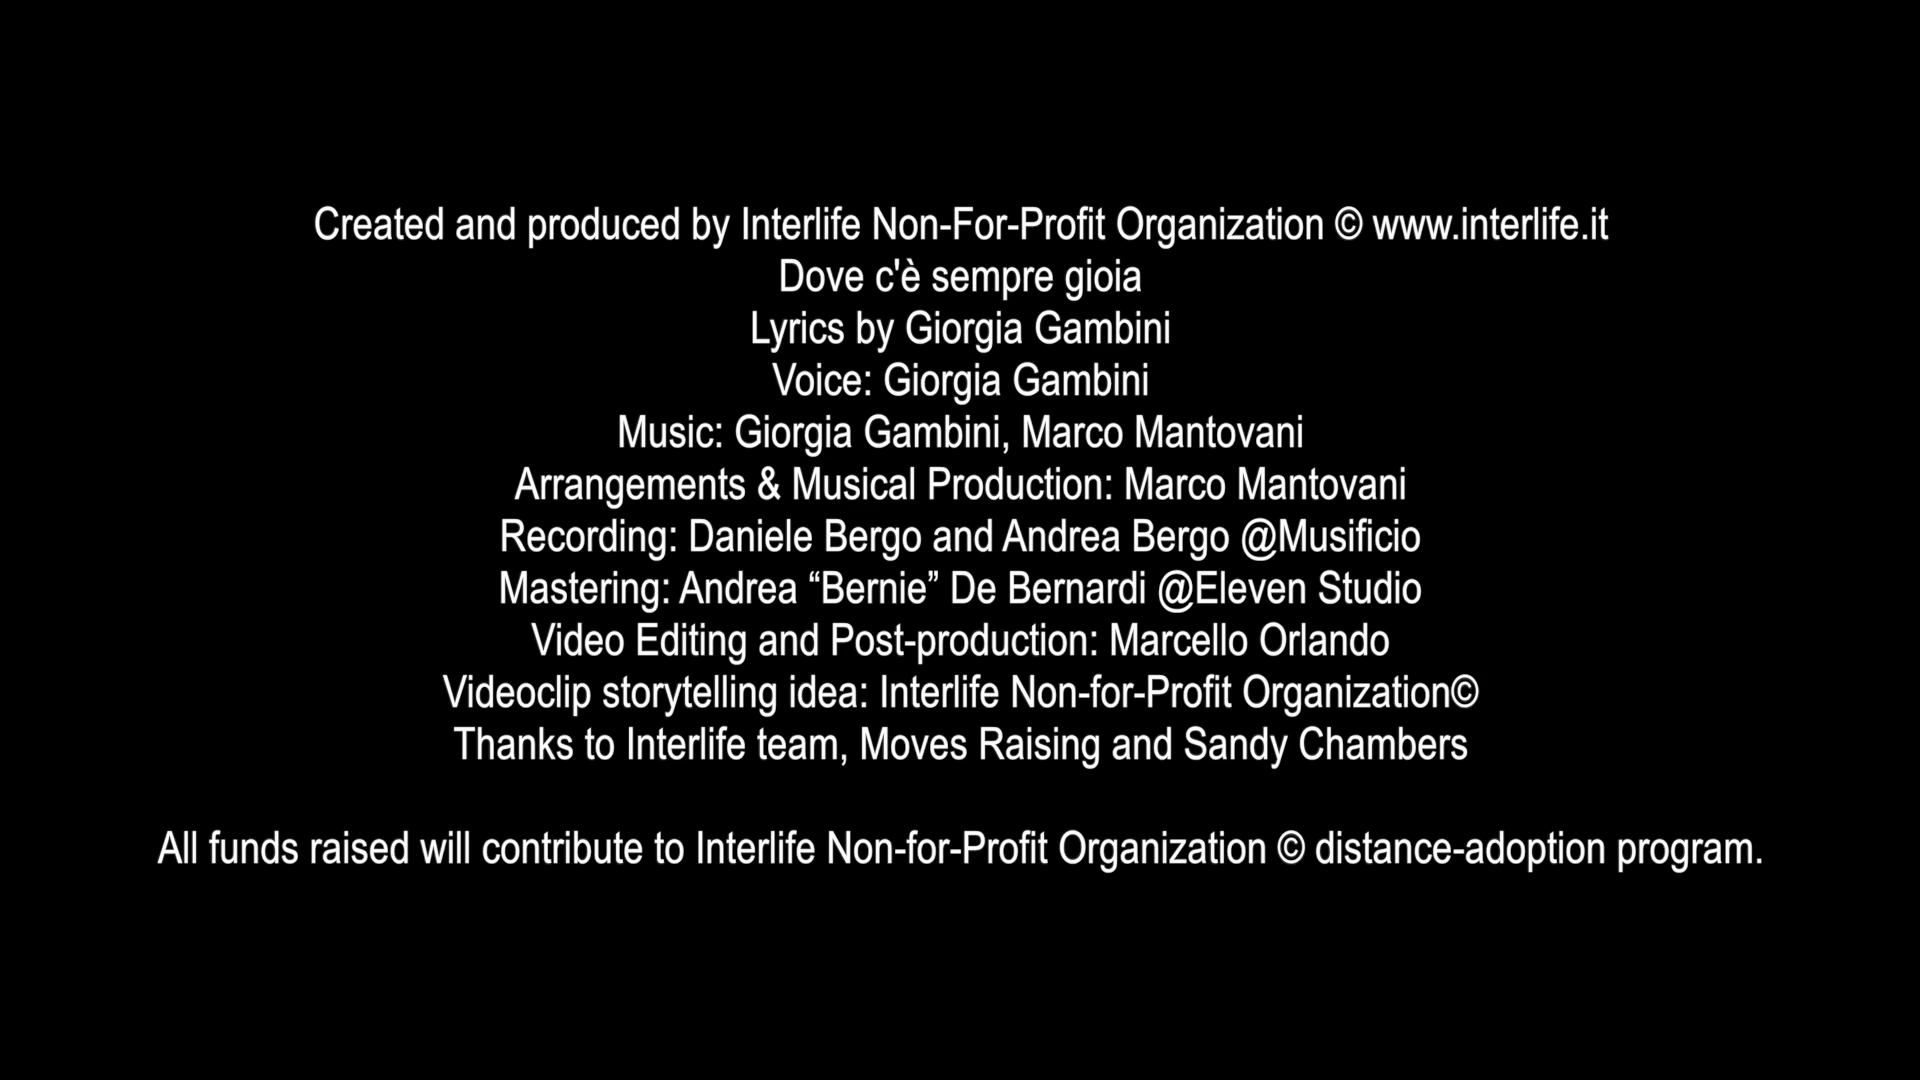 Created and produced by Interlife Non-For-Profit Organization © www.interlife.it
Dove c'è sempre gioia
Lyrics by Giorgia Gambini
Voice: Giorgia Gambini
Music: Giorgia Gambini, Marco Mantovani
Arrangements & Musical Production: Marco Mantovani
Recording: Daniele Bergo and Andrea Bergo @Musificio
Mastering: Andrea “Bernie” De Bernardi @Eleven Studio
Video Editing and Post-production: Marcello Orlando
Videoclip storytelling idea: Interlife Non-for-Profit Organization©
Thanks to Interlife team, Moves Raising and Sandy Chambers
All funds raised will contribute to Interlife Non-for-Profit Organization © distance-adoption program.